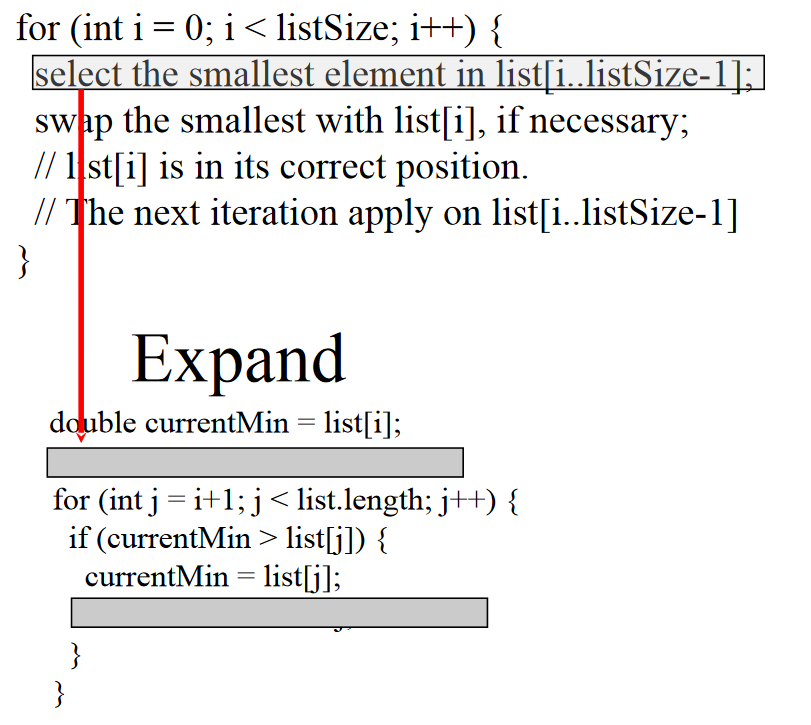 for (int i = 0; i < listSize; i++) {
select the smallest element in list[i..listSize-1];
swap the smallest with list[i], if necessary;
// list[i] is in its correct position.
// The next iteration apply on list[i..listSize-1]
}
Expand
double currentMin = list[i];
for (int j = i+1; j < list.length; j++) {
if (currentMin > list[j]) {
currentMin = list[j];
}
}